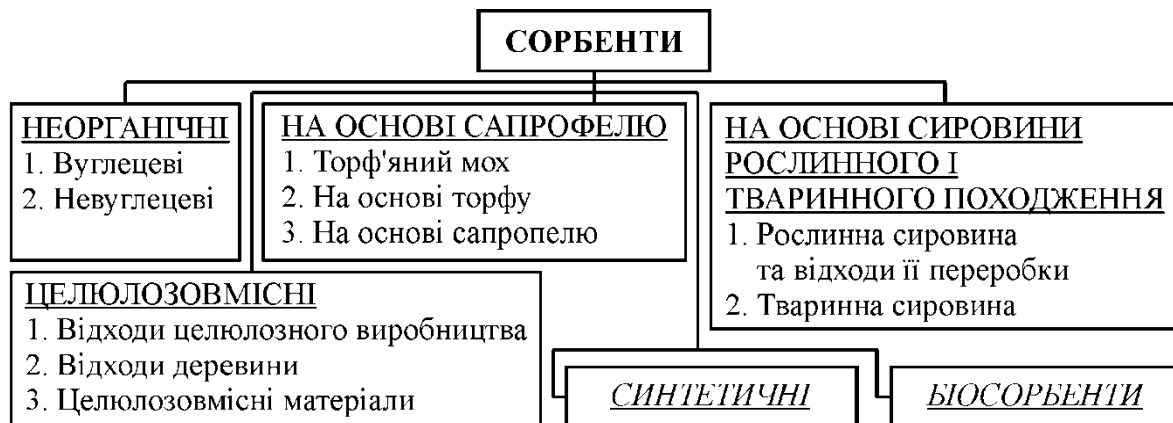 СОРБЕНТИ
НЕОРГАНІЧНІ
1. Вуглецеві
2. Невуглецеві
НА ОСНОВІ САПРОФЕЛЮ
1. Торф'яний мох
2. На основі торфу
3. На основі сапропелю
НА ОСНОВІ СИРОВИНИ
РОСЛИННОГО І
ТВАРИННОГО ПОХОДЖЕННЯ
1. Рослинна сировина
та відходи її переробки
2. Тваринна сировина
ЦЕЛЮЛОЗОВМІСНІ
1. Відходи целюлозного виробництва
2. Відходи деревини
3. Целюлозовмісні матеріали
СИНТЕТИЧНІ
БІОСОРБЕНТИ